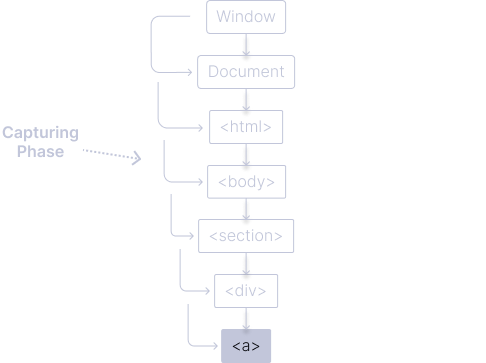 Window
Document
<html>
Capturing
Phase
<body>
<section>
<div>
<a>